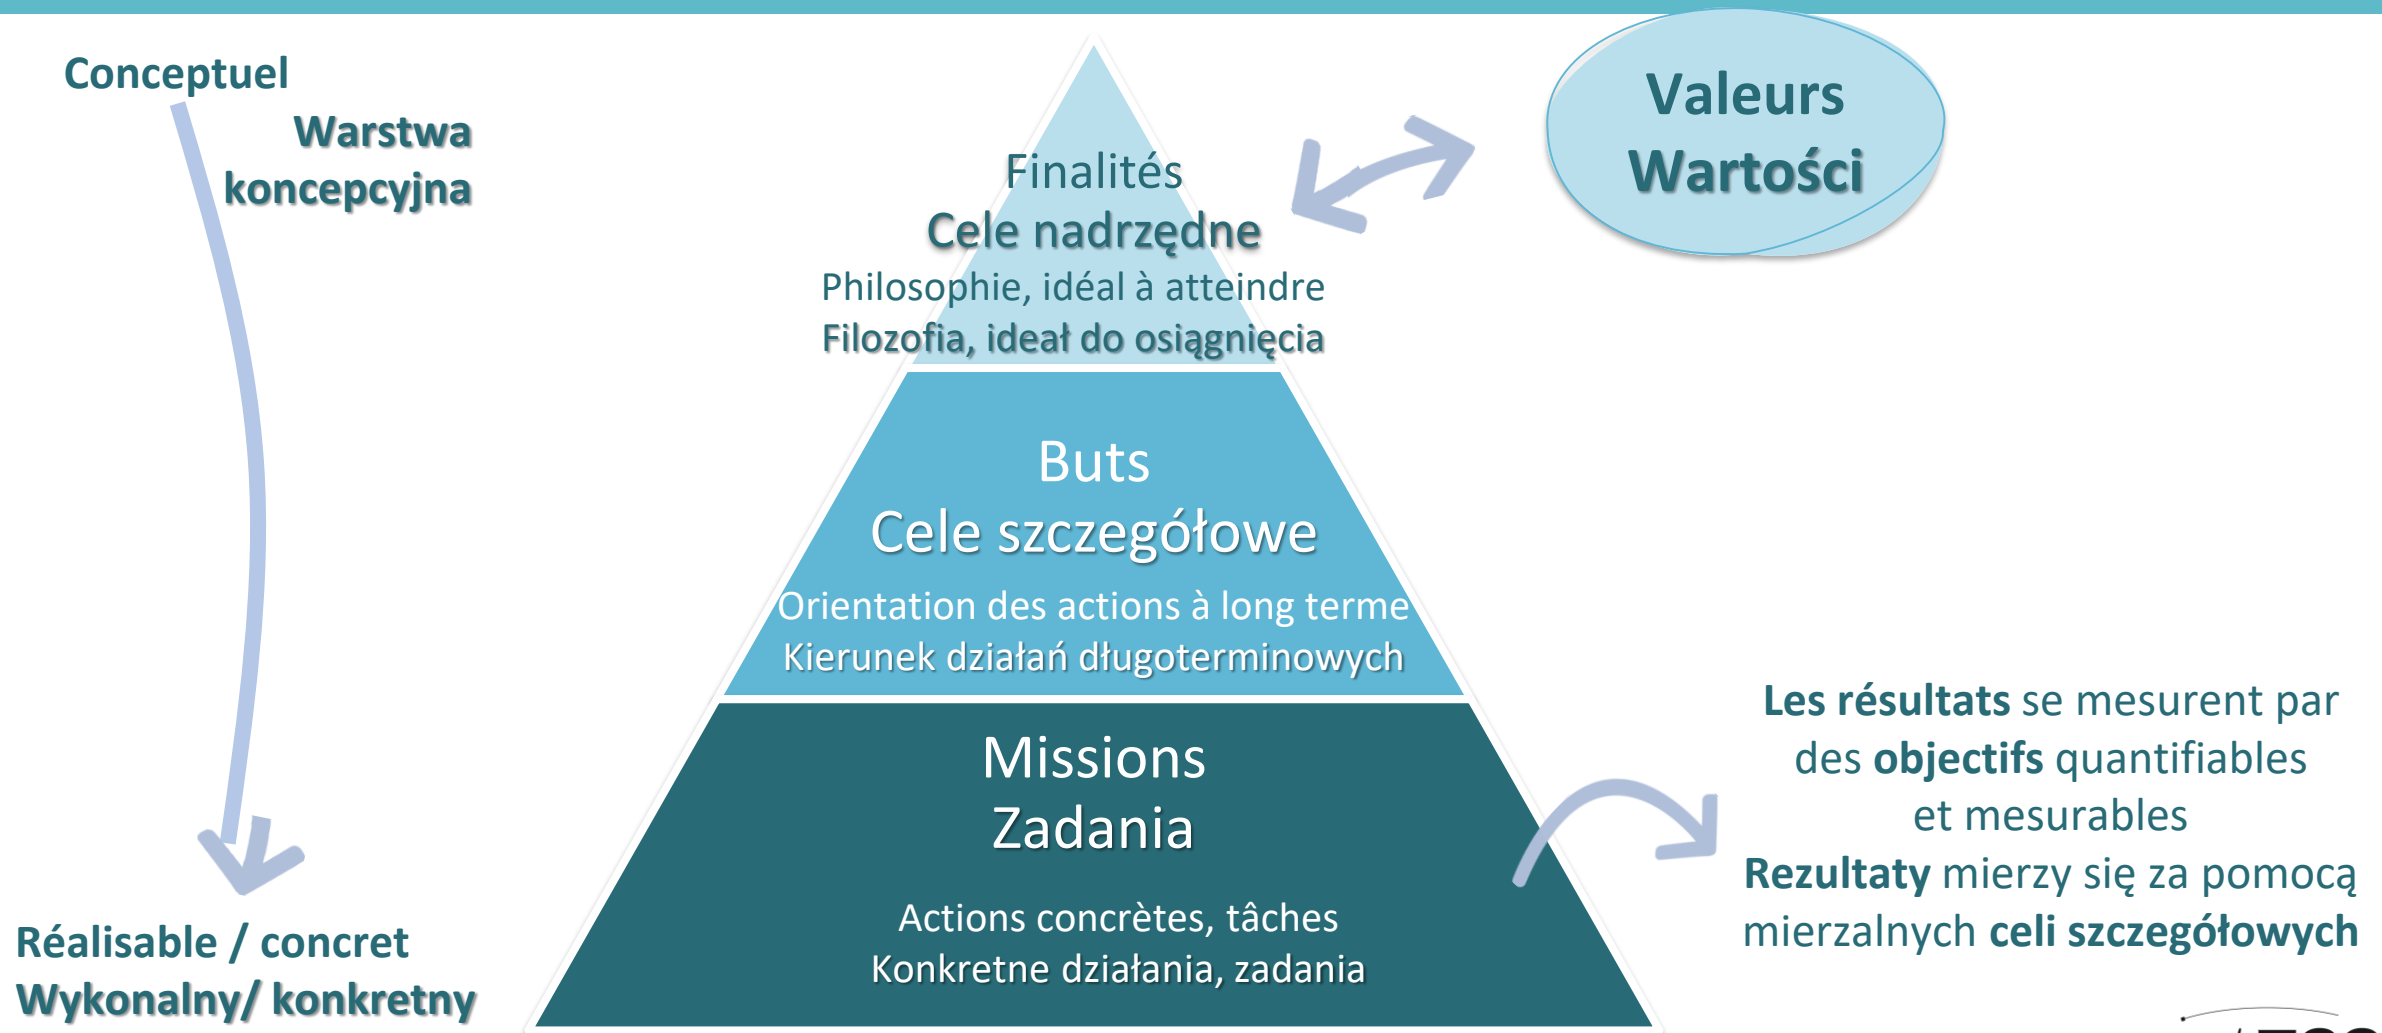 Conceptuel
Warstwa
koncepcyjna
Valeurs
Wartości
Finalités
Cele nadrzędne
Philosophie, idéal à atteindre
Filozofia, ideał do osiągnięcia
Buts
Cele szczegółowe
Orientation des actions à long terme
Kierunek działań długoterminowych
Missions
Zadania
Actions concrètes, tâches
Konkretne działania, zadania
Les résultats se mesurent par
des objectifs quantifiables
et mesurables
Rezultaty mierzy się za pomocą
mierzalnych celi szczegółowych
Réalisable / concret
Wykonalny/ konkretny